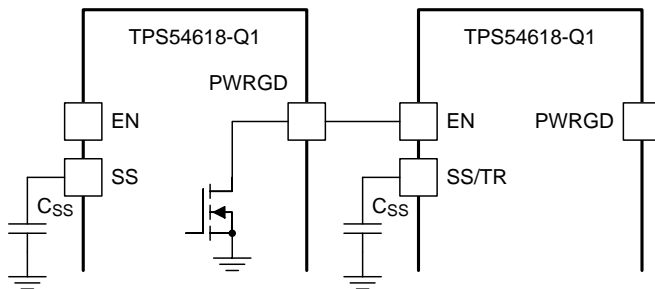 TPS54618-Q1
PWRGD
EN
SS
CSS
TPS54618-Q1
EN
PWRGD
SS/TR
CSS